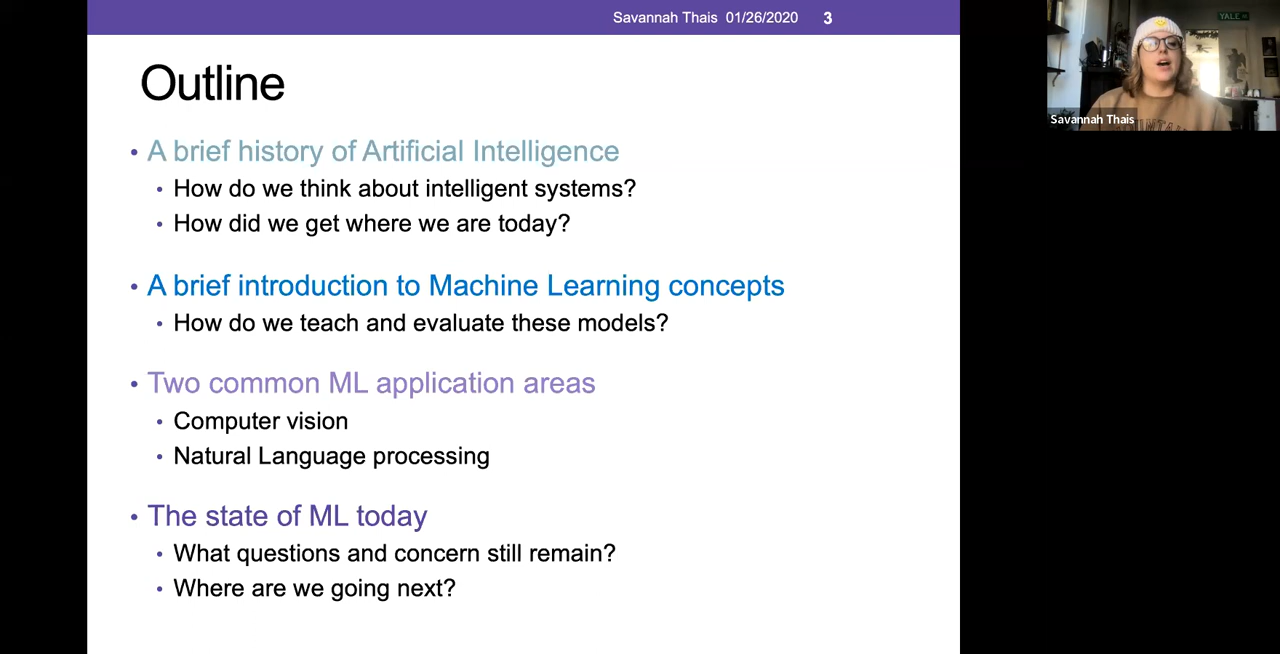 Savannah Thais 01/26/2020 3
YALE
Savannah Thais
Outline
• A brief history of Artificial Intelligence
• How do we think about intelligent systems?
• How did we get where we are today?
• A brief introduction to Machine Learning concepts
• How do we teach and evaluate these models?
• Two common ML application areas
• Computer vision
• Natural Language processing
• The state of ML today
• What questions and concern still remain?
• Where are we going next?